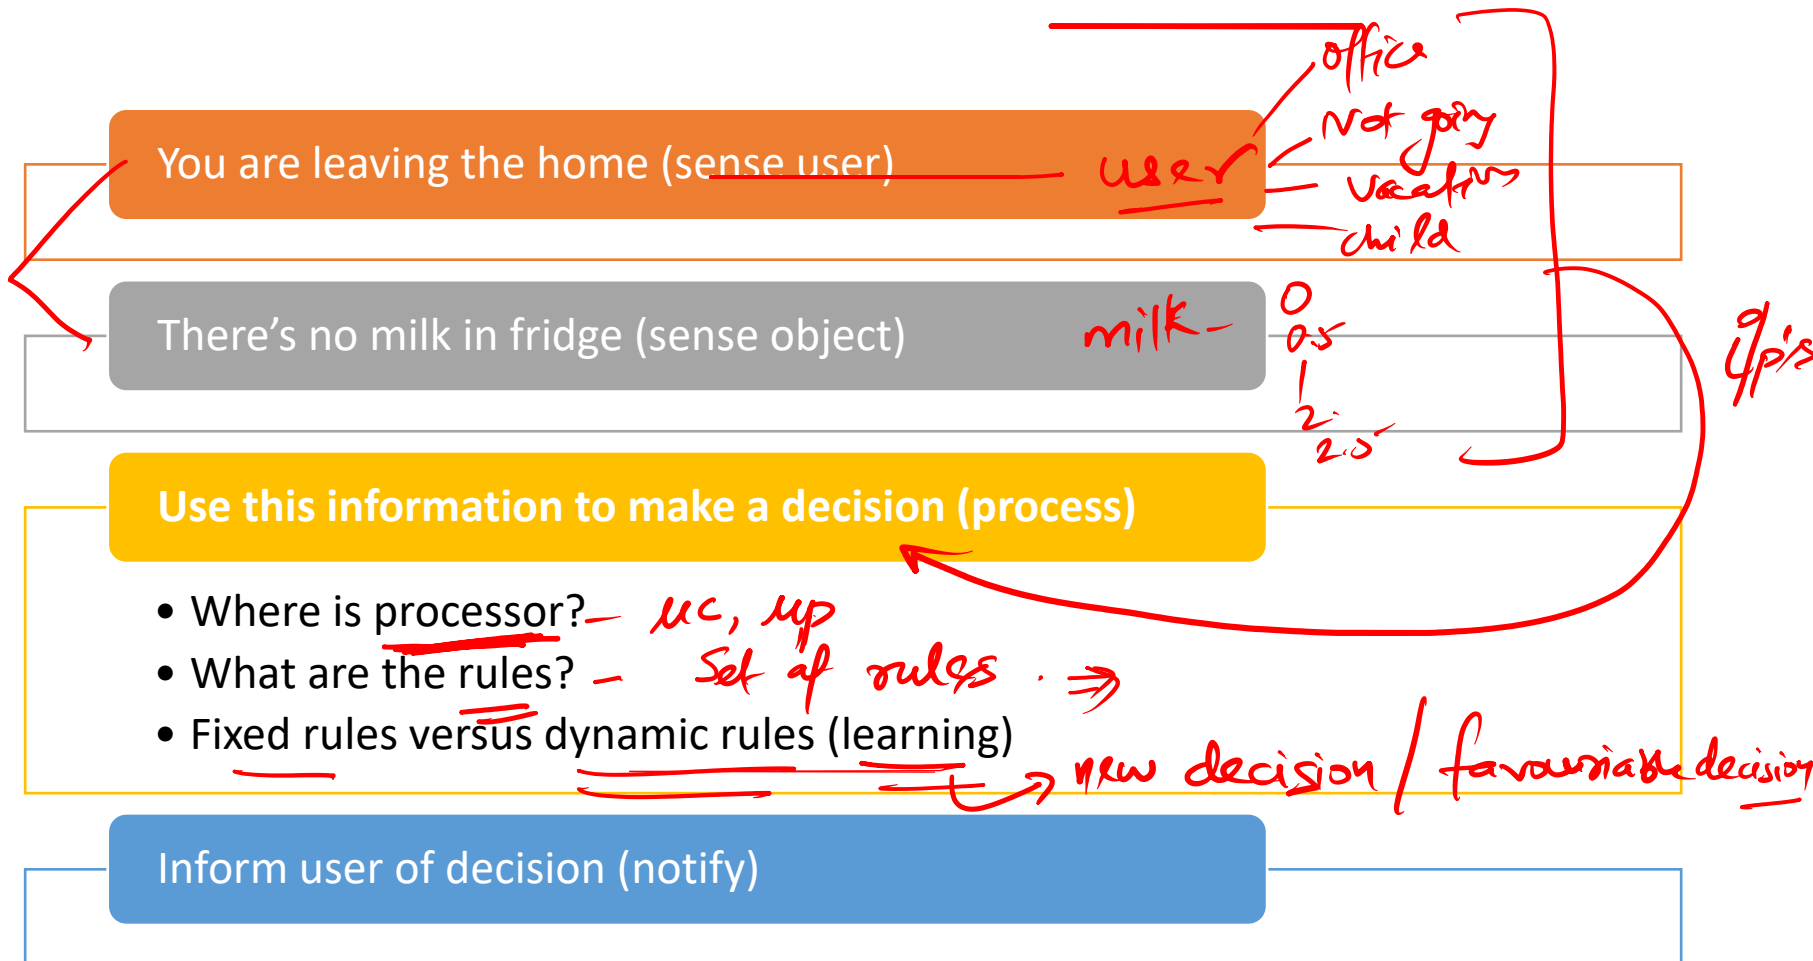 office
You are leaving the home (sense user) user Not going
vacation
child
There's no milk in fridge (sense object) milk - 0
0.5
1
2
2.5
Use this information to make a decision (process)
• Where is processor? - uc, up
• What are the rules? - Set of rules. ⇒
• Fixed rules versus dynamic rules (learning)
new decision / decision
Inform user of decision (notify)